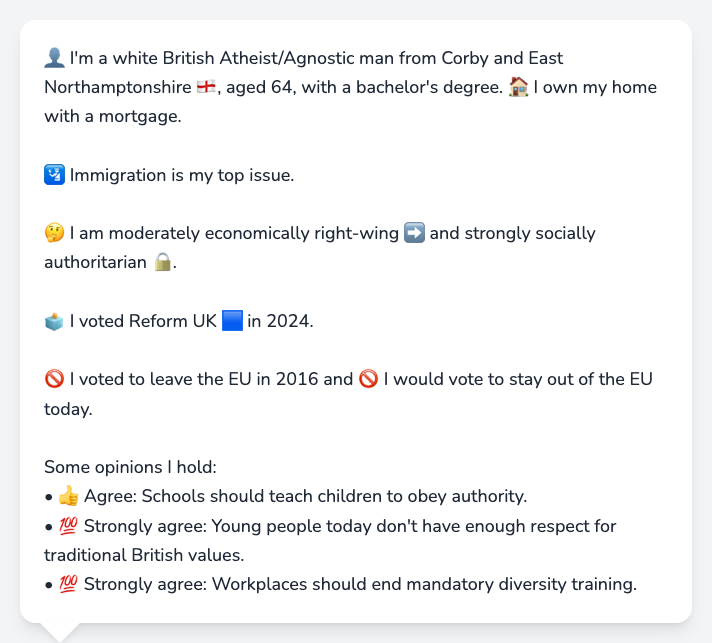 👤 I'm a white British Atheist/Agnostic man from Corby and East
Northamptonshire 🏴󠁧󠁢󠁥󠁮󠁧󠁿, aged 64, with a bachelor's degree. 🏠 I own my home
with a mortgage.
🛂 Immigration is my top issue.
🤔 I am moderately economically right-wing ➡️ and strongly socially
authoritarian 🔒.
🗳️ I voted Reform UK 🟦 in 2024.
🚫 I voted to leave the EU in 2016 and 🚫 I would vote to stay out of the EU
today.
Some opinions I hold:
• 👍 Agree: Schools should teach children to obey authority.
• 💯 Strongly agree: Young people today don't have enough respect for
traditional British values.
• 💯 Strongly agree: Workplaces should end mandatory diversity training.